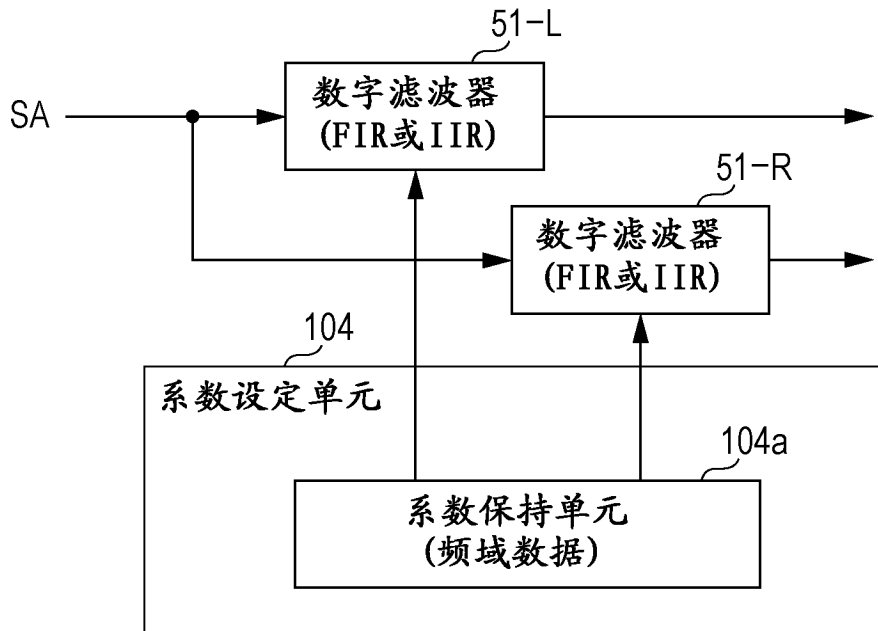 51-L
数字滤波器
(FIR或IIR)
SA
51-R
数字滤波器
(FIR或IIR)
104
系数设定单元
104a
系数保持单元
(频域数据)